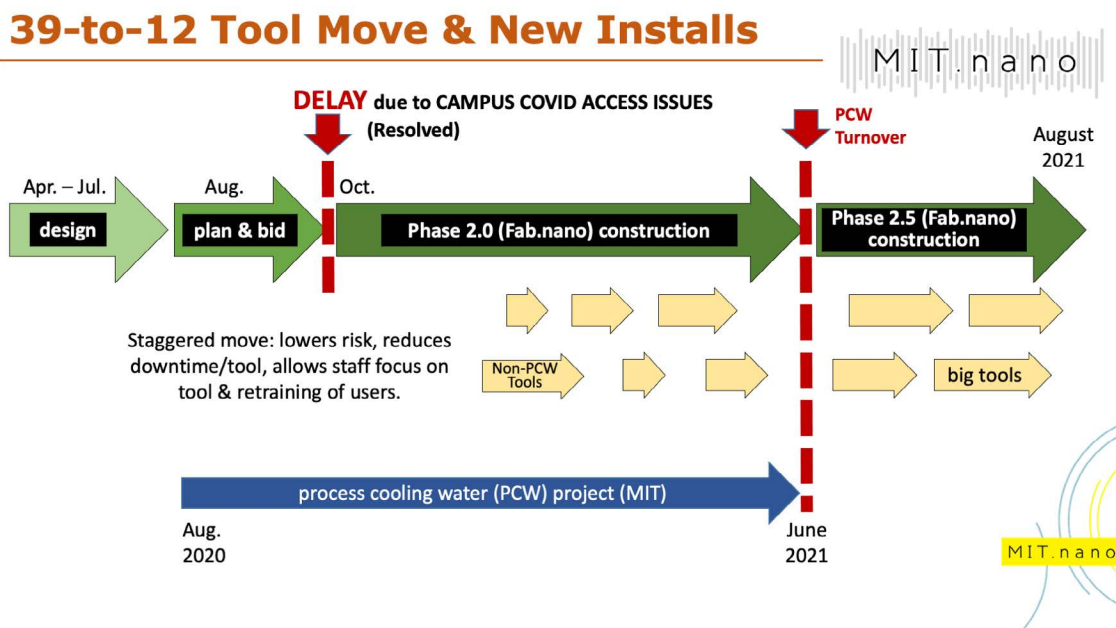 39-to-12 Tool Move & New Installs
MIT.nano
DELAY due to CAMPUS COVID ACCESS ISSUES
(Resolved)
PCW
Turnover
August
2021
Apr. – Jul.
Aug.
Oct.
design
plan & bid
Phase 2.0 (Fab.nano) construction
Phase 2.5 (Fab.nano)
construction
Staggered move: lowers risk, reduces
downtime/tool, allows staff focus on
tool & retraining of users.
Non-PCW
Tools
big tools
process cooling water (PCW) project (MIT)
Aug.
2020
June
2021
MIT.nano